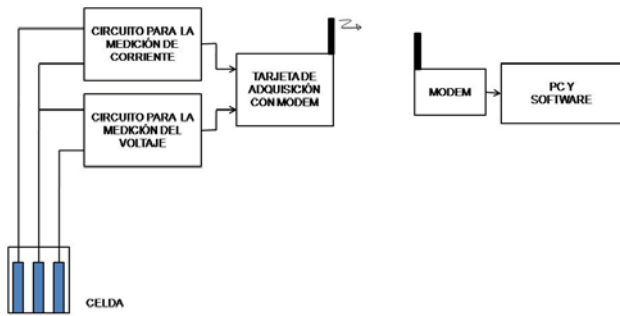 CIRCUITO PARA LA
MEDICIÓN DE
CORRIENTE
CIRCUITO PARA LA
MEDICIÓN DEL
VOLTAJE
TARJETA DE
ADQUISICIÓN
CON MODEM
MODEM
PC Y
SOFTWARE
CELDA